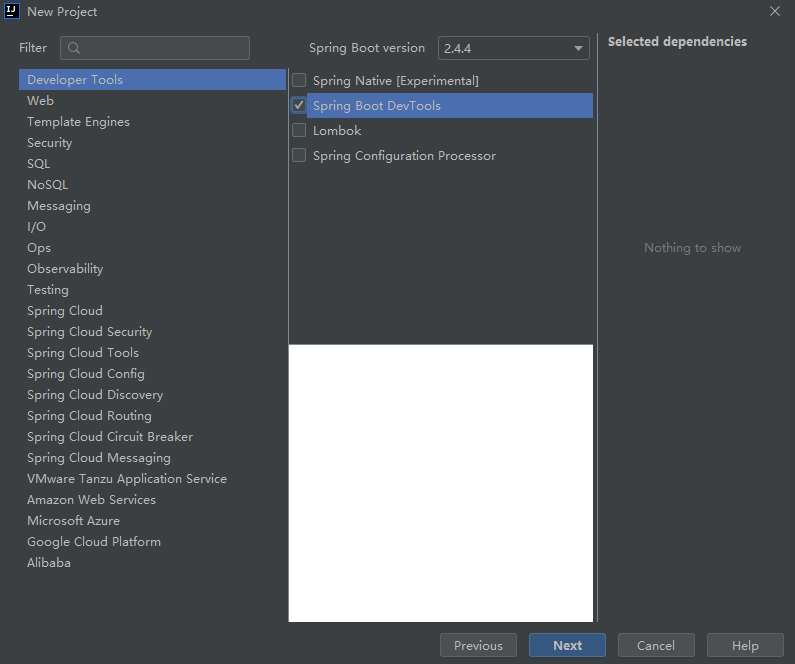 New Project
Filter
Spring Boot version 2.4.4
Selected dependencies
Developer Tools
Web
Template Engines
Security
SQL
NoSQL
Messaging
I/O
Ops
Observability
Testing
Spring Cloud
Spring Cloud Security
Spring Cloud Tools
Spring Cloud Config
Spring Cloud Discovery
Spring Cloud Routing
Spring Cloud Circuit Breaker
Spring Cloud Messaging
VMware Tanzu Application Service
Amazon Web Services
Microsoft Azure
Google Cloud Platform
Alibaba
Spring Native [Experimental]
Spring Boot DevTools
Lombok
Spring Configuration Processor
Nothing to show
Previous
Next
Cancel
Help